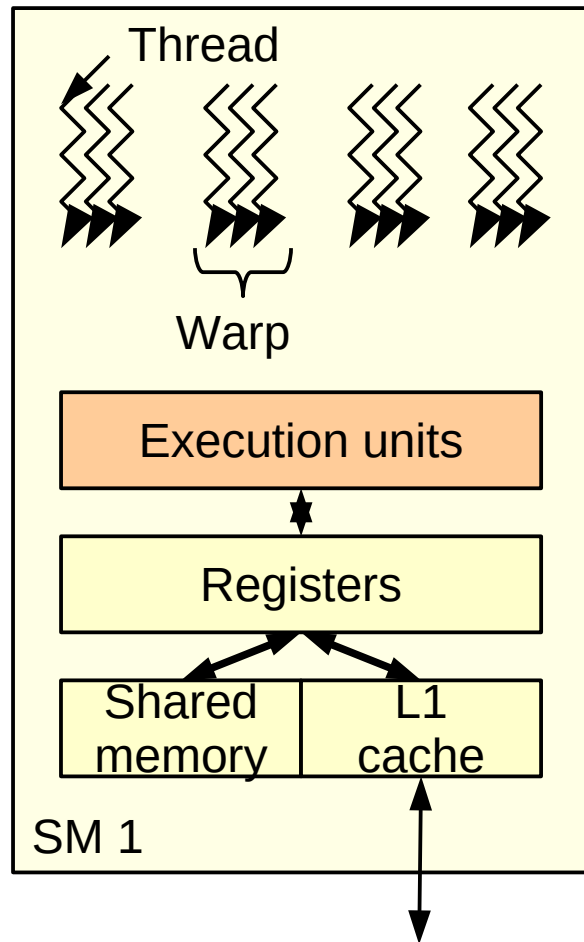 Thread
Warp
Execution units
Registers
Shared
memory
L1
cache
SM 1